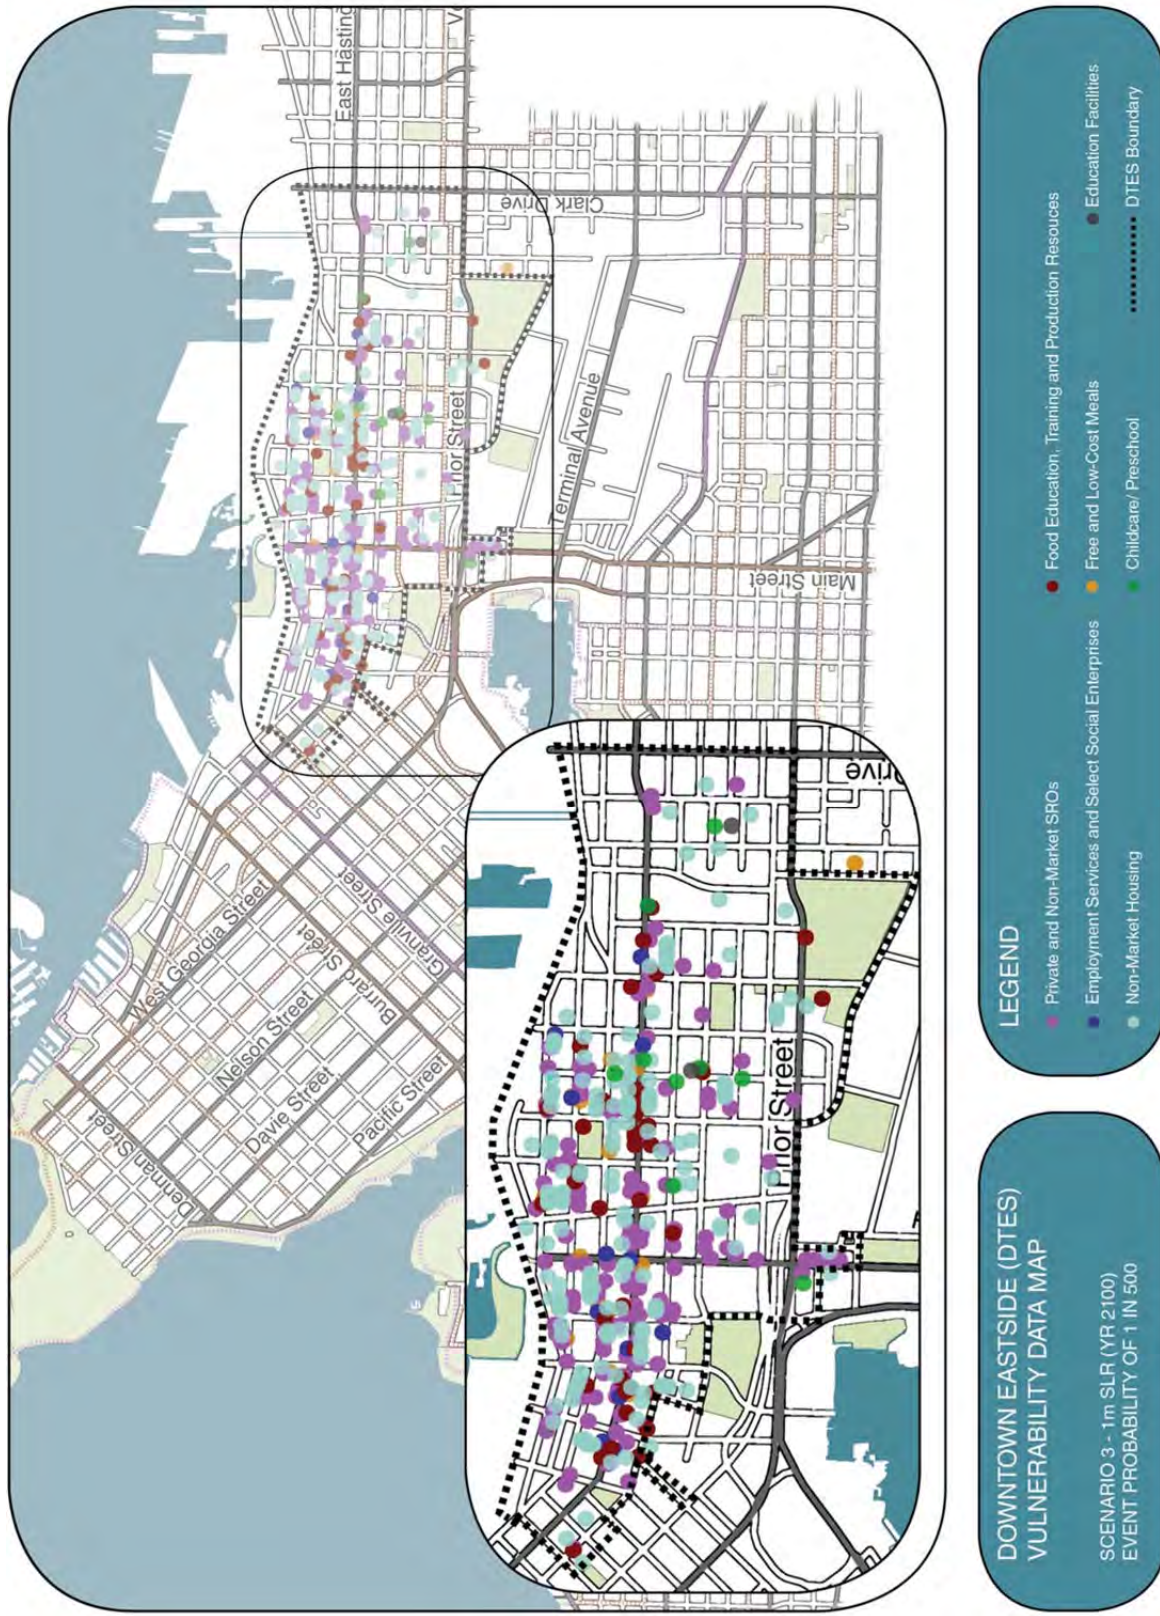 East Hasting
Clark Drive
Prior Street
Terminal Avenue
Main Street
West Georgia Street
Denman Street
Nelson Street
Burrard Street
Granville Street
Davie Street
Pacific Street
Prior Street
Drive
DOWNTOWN EASTSIDE (DTES)
VULNERABILITY DATA MAP
SCENARIO 3 - 1m SLR (YR 2100)
EVENT PROBABILITY OF 1 IN 500
LEGEND
Private and Non-Market SROs
Employment Services and Select Social Enterprises
Non-Market Housing
Food Education, Training and Production Resouces
Free and Low-Cost Meals
Childcare/ Preschool
Education Facilities
DTES Boundary